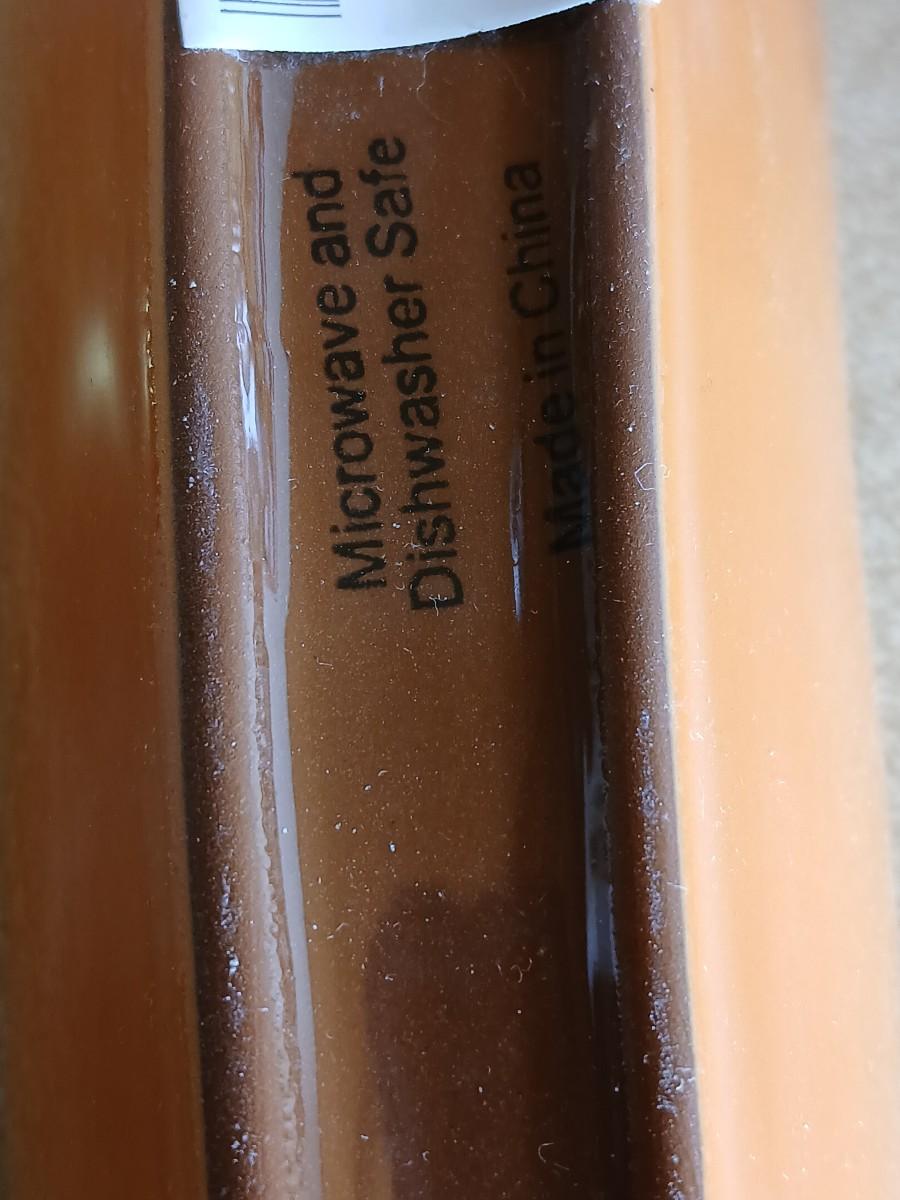 Microwave and
Dishwasher Safe
Made in China